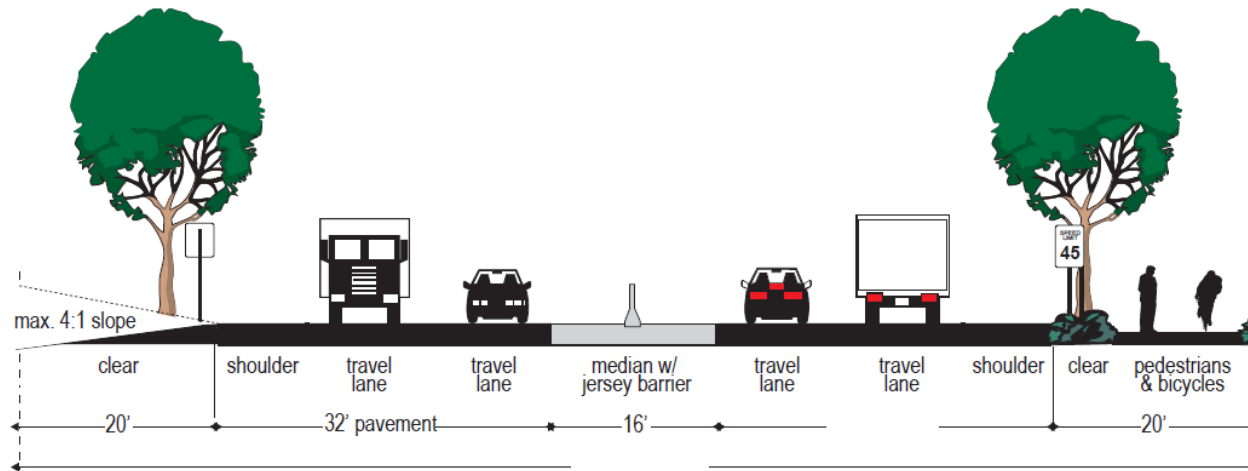 SPEED
LIMIT
45
max. 4:1 slope
clear
shoulder
travel
lane
travel
lane
median w/
jersey barrier
travel
lane
travel
lane
shoulder
clear
pedestrians
& bicycles
20'
32' pavement
16'
20'